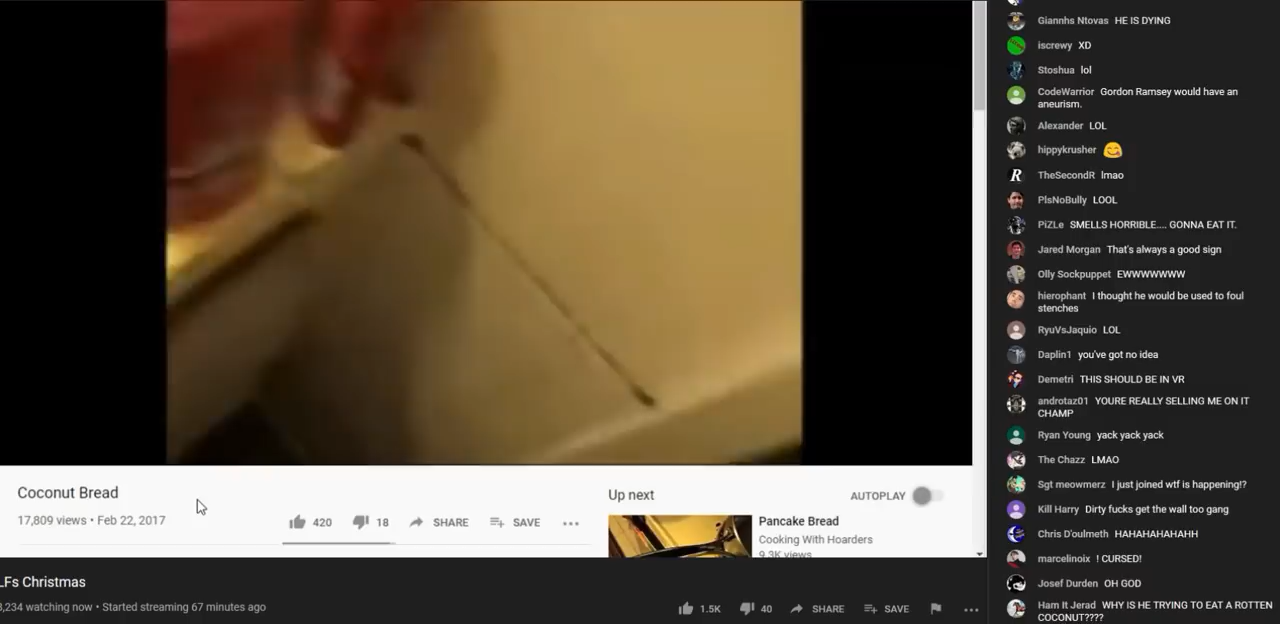 Coconut Bread
17,809 views • Feb 22, 2017
420
18
SHARE
SAVE
Up next
AUTOPLAY
Pancake Bread
Cooking With Hoarders
9.3K views
LFs Christmas
,234 watching now • Started streaming 67 minutes ago
1.5K
40
SHARE
SAVE
Giannhs Ntovas HE IS DYING
iscrewy XD
Stoshua lol
CodeWarrior Gordon Ramsey would have an
aneurism.
Alexander LOL
hippykrusher 😋
TheSecondR lmao
PlsNoBully LOOL
PiZLe SMELLS HORRIBLE.... GONNA EAT IT.
Jared Morgan That's always a good sign
Olly Sockpuppet EWWWWWWW
hierophant I thought he would be used to foul
stenches
RyuVsJaquio LOL
Daplin1 you've got no idea
Demetri THIS SHOULD BE IN VR
androtaz01 YOURE REALLY SELLING ME ON IT
CHAMP
Ryan Young yack yack yack
The Chazz LMAO
Sgt meowmerz I just joined wtf is happening!?
Kill Harry Dirty fucks get the wall too gang
Chris D'oulmeth HAHAHAHAHAHH
marcelinoix ! CURSED!
Josef Durden OH GOD
Ham It Jerad WHY IS HE TRYING TO EAT A ROTTEN
COCONUT????